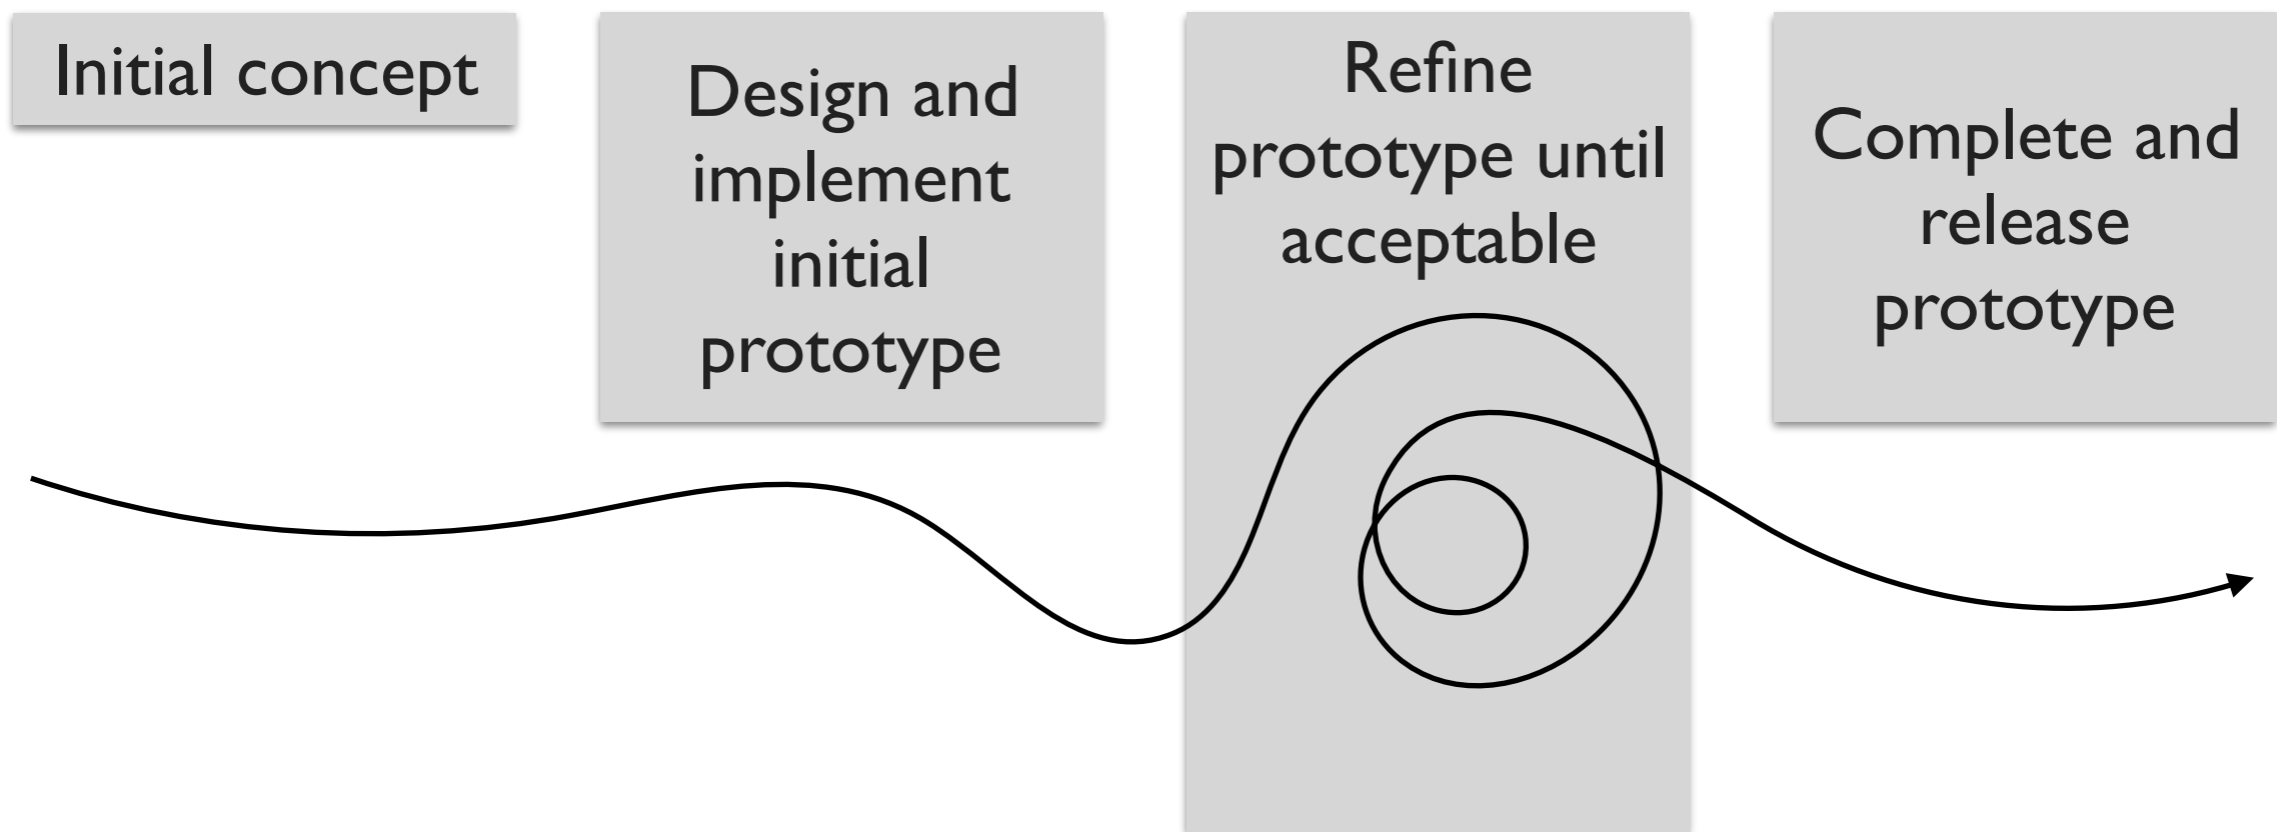 Initial concept
Design and
implement
initial
prototype
Refine
prototype until
acceptable
Complete and
release
prototype